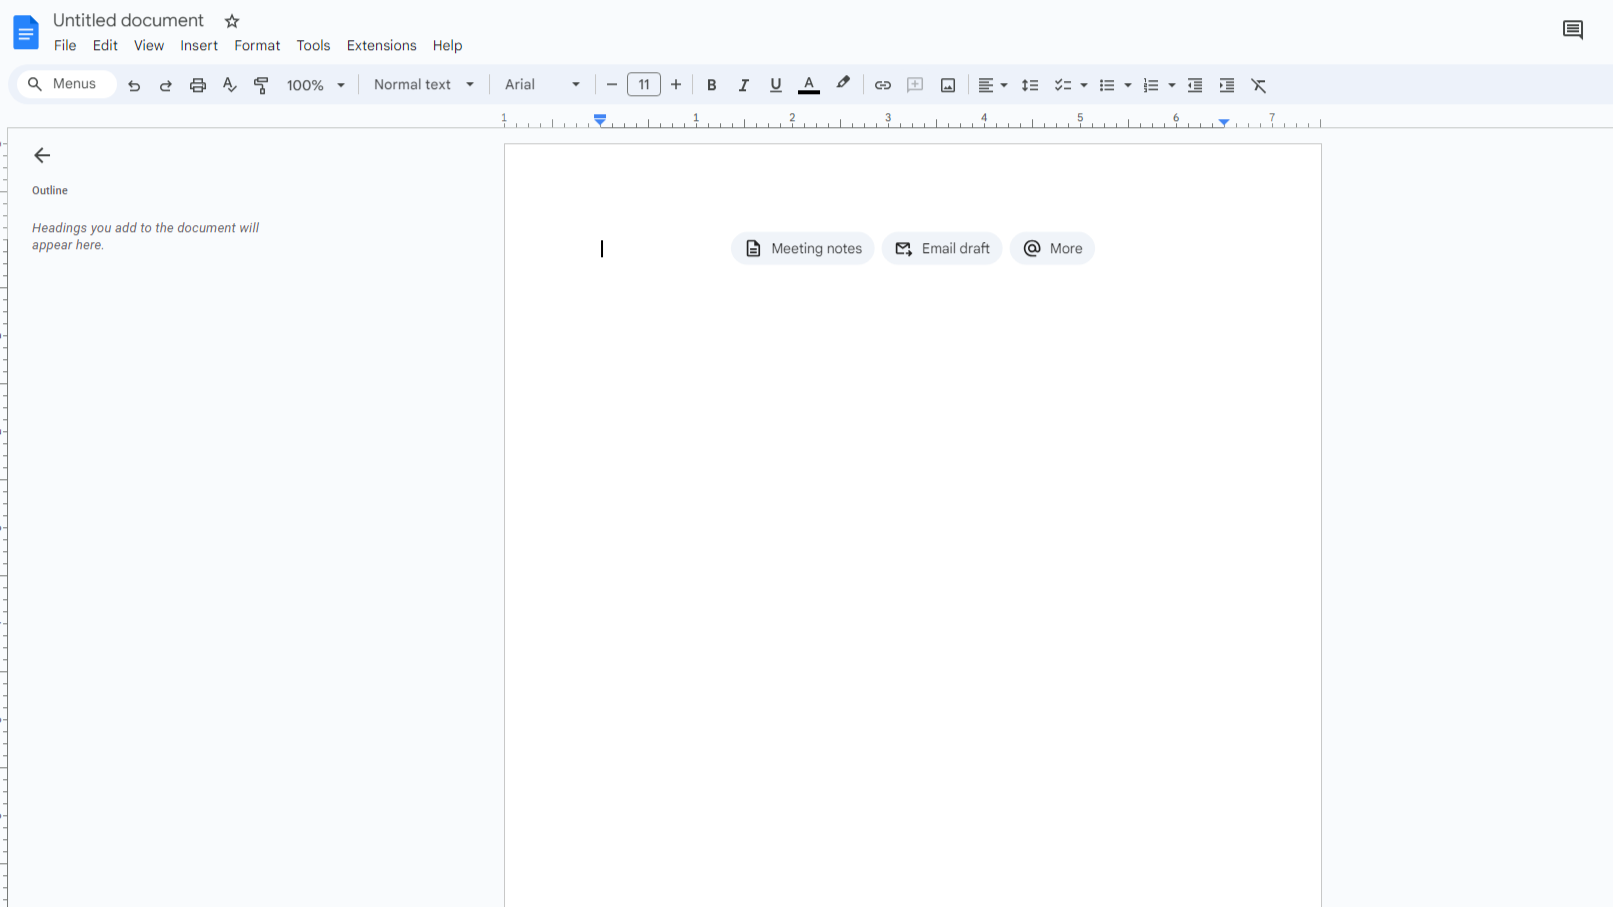 Untitled document
File Edit View Insert Format Tools Extensions Help
Menus 100% Normal text Arial 11 B I U A
1 1 2 3 4 5 6 7
Outline
Headings you add to the document will
appear here.
Meeting notes Email draft More